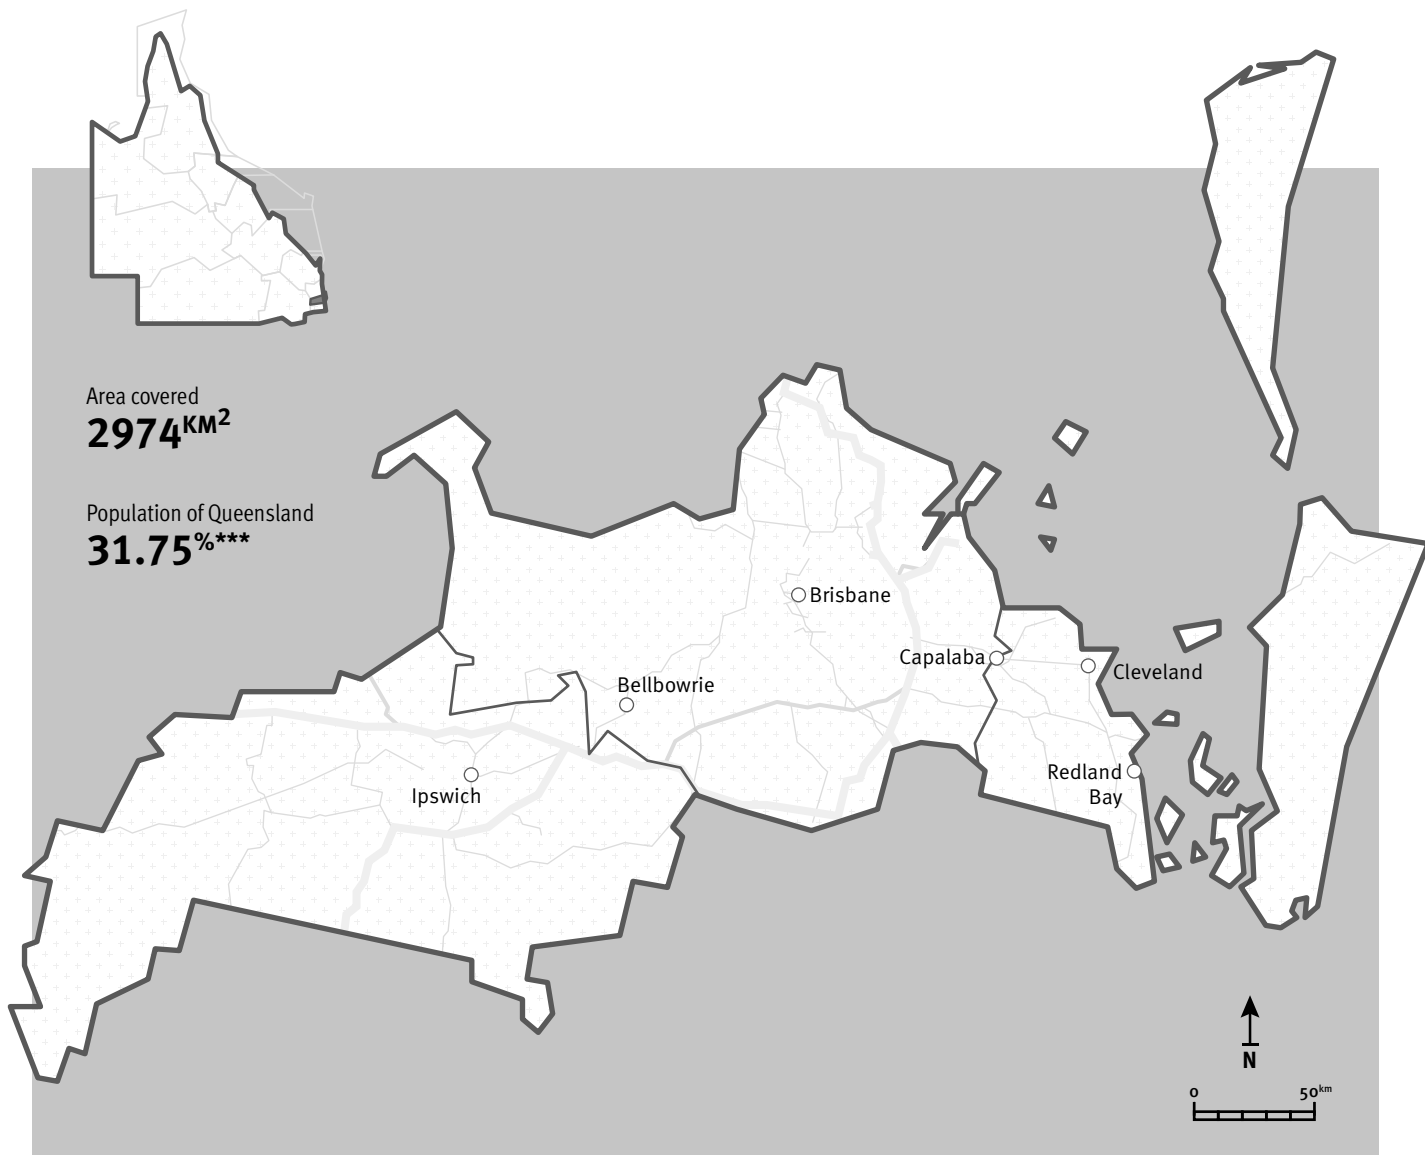 Area covered
2974KM2
Population of Queensland
31.75%***
Brisbane
Capalaba
Cleveland
Bellbowrie
Redland
Bay
Ipswich
N
0 50km